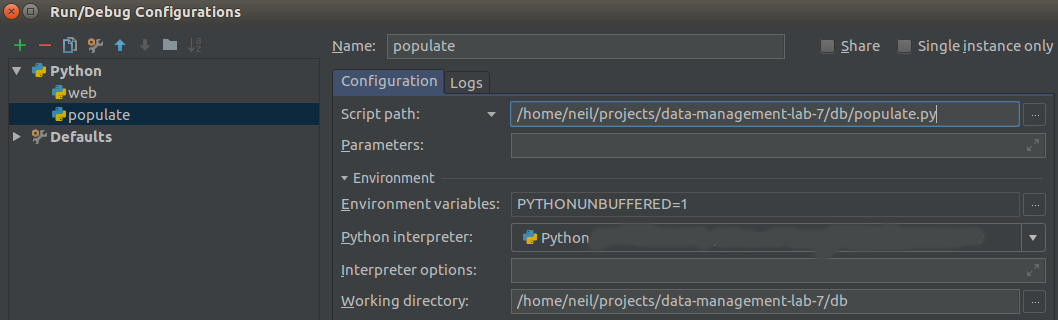 Run/Debug Configurations
Name: populate Share Single instance only
Python
web
populate
Defaults
Configuration Logs
Script path: /home/neil/projects/data-management-lab-7/db/populate.py ...
Parameters:
Environment
Environment variables: PYTHONUNBUFFERED=1 ...
Python interpreter: Python
Interpreter options:
Working directory: /home/neil/projects/data-management-lab-7/db ...